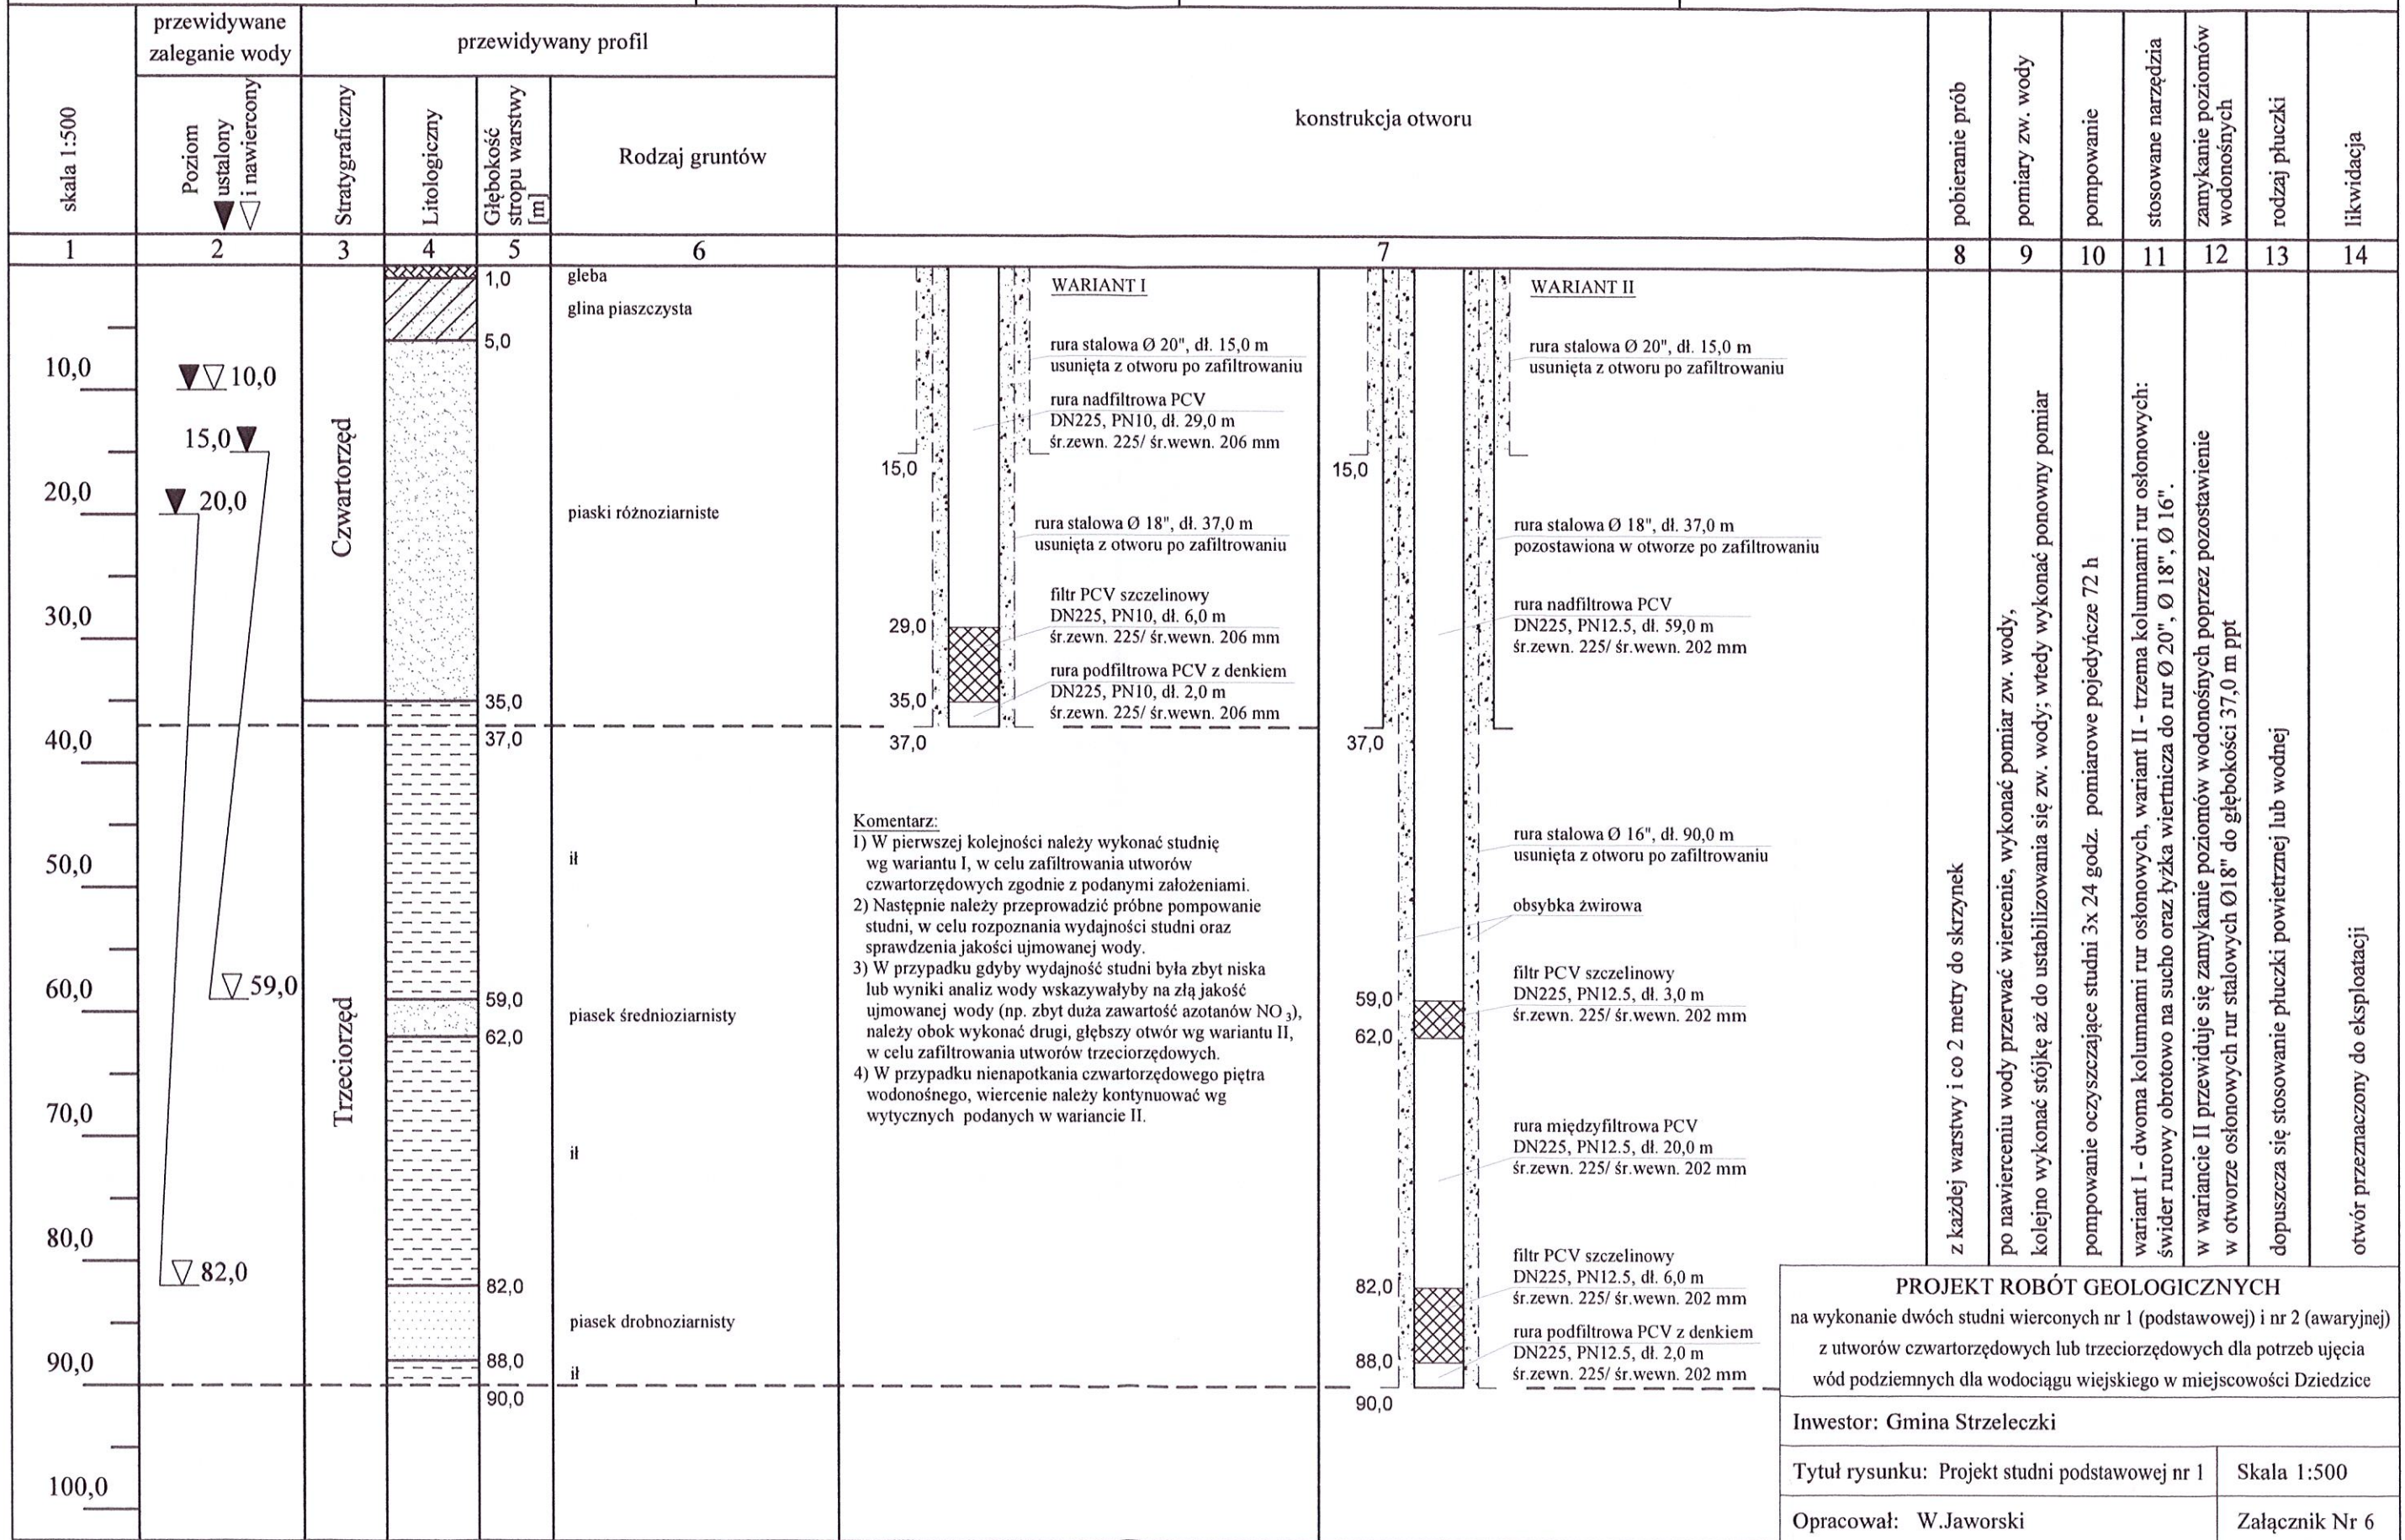 przewidywane
zaleganie wody
przewidywany profil
konstrukcja otworu
skala 1:500
Poziom
ustalony
i nawiercony
Stratygraficzny
Litologiczny
Głębokość
stropu warstwy
[m]
Rodzaj gruntów
pobieranie prób
pomiary zw. wody
pompowanie
stosowane narzędzia
zamykanie poziomów
wodonośnych
rodzaj płuczki
likwidacja
1 2 3 4 5 6 7 8 9 10 11 12 13 14
10,0
20,0
30,0
40,0
50,0
60,0
70,0
80,0
90,0
100,0
10,0
15,0
20,0
59,0
82,0
Czwartorzęd
Trzeciorzęd
1,0
5,0
35,0
37,0
59,0
62,0
82,0
88,0
90,0
gleba
glina piaszczysta
piaski różnoziarniste
ił
piasek średnioziarnisty
ił
piasek drobnoziarnisty
ił
WARIANT I
rura stalowa Ø 20", dł. 15,0 m
usunięta z otworu po zafiltrowaniu
rura nadfiltrowa PCV
DN225, PN10, dł. 29,0 m
śr.zewn. 225/ śr.wewn. 206 mm
15,0
rura stalowa Ø 18", dł. 37,0 m
usunięta z otworu po zafiltrowaniu
filtr PCV szczelinowy
DN225, PN10, dł. 6,0 m
śr.zewn. 225/ śr.wewn. 206 mm
29,0
rura podfiltrowa PCV z denkiem
DN225, PN10, dł. 2,0 m
śr.zewn. 225/ śr.wewn. 206 mm
35,0
37,0
Komentarz:
1) W pierwszej kolejności należy wykonać studnię
wg wariantu I, w celu zafiltrowania utworów
czwartorzędowych zgodnie z podanymi założeniami.
2) Następnie należy przeprowadzić próbne pompowanie
studni, w celu rozpoznania wydajności studni oraz
sprawdzenia jakości ujmowanej wody.
3) W przypadku gdyby wydajność studni była zbyt niska
lub wyniki analiz wody wskazywałyby na złą jakość
ujmowanej wody (np. zbyt duża zawartość azotanów NO3),
należy obok wykonać drugi, głębszy otwór wg wariantu II,
w celu zafiltrowania utworów trzeciorzędowych.
4) W przypadku nienapotkania czwartorzędowego piętra
wodonośnego, wiercenie należy kontynuować wg
wytycznych podanych w wariancie II.
WARIANT II
rura stalowa Ø 20", dł. 15,0 m
usunięta z otworu po zafiltrowaniu
15,0
rura stalowa Ø 18", dł. 37,0 m
pozostawiona w otworze po zafiltrowaniu
rura nadfiltrowa PCV
DN225, PN12.5, dł. 59,0 m
śr.zewn. 225/ śr.wewn. 202 mm
37,0
rura stalowa Ø 16", dł. 90,0 m
usunięta z otworu po zafiltrowaniu
obsybka żwirowa
filtr PCV szczelinowy
DN225, PN12.5, dł. 3,0 m
śr.zewn. 225/ śr.wewn. 202 mm
59,0
62,0
rura międzyfiltrowa PCV
DN225, PN12.5, dł. 20,0 m
śr.zewn. 225/ śr.wewn. 202 mm
filtr PCV szczelinowy
DN225, PN12.5, dł. 6,0 m
śr.zewn. 225/ śr.wewn. 202 mm
82,0
rura podfiltrowa PCV z denkiem
DN225, PN12.5, dł. 2,0 m
śr.zewn. 225/ śr.wewn. 202 mm
88,0
90,0
z każdej warstwy i co 2 metry do skrzynek
po nawierceniu wody przerwać wiercenie, wykonać pomiar zw. wody,
kolejno wykonać stójkę aż do ustabilizowania się zw. wody; wtedy wykonać ponowny pomiar
pompowanie oczyszczające studni 3x 24 godz. pomiarowe pojedyńcze 72 h
wariant I - dwoma kolumnami rur osłonowych, wariant II - trzema kolumnami rur osłonowych:
świder rurowy obrotowo na sucho oraz łyżka wiertnicza do rur Ø 20", Ø 18", Ø 16".
w wariancie II przewiduje się zamykanie poziomów wodonośnych poprzez pozostawienie
w otworze osłonowych rur stalowych Ø18" do głębokości 37,0 m ppt
dopuszcza się stosowanie płuczki powietrznej lub wodnej
otwór przeznaczony do eksploatacji
PROJEKT ROBÓT GEOLOGICZNYCH
na wykonanie dwóch studni wierconych nr 1 (podstawowej) i nr 2 (awaryjnej)
z utworów czwartorzędowych lub trzeciorzędowych dla potrzeb ujęcia
wód podziemnych dla wodociągu wiejskiego w miejscowości Dziedzice
Inwestor: Gmina Strzeleczki
Tytuł rysunku: Projekt studni podstawowej nr 1
Skala 1:500
Opracował: W.Jaworski
Załącznik Nr 6